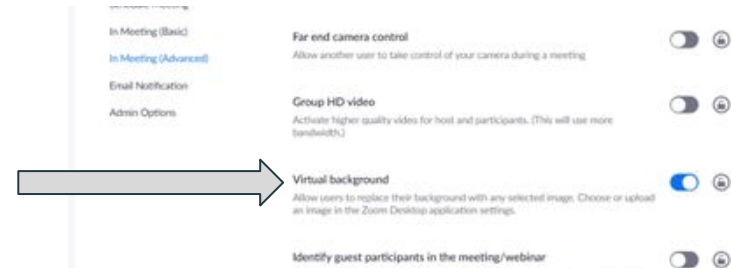 In Meeting (Basic)
In Meeting (Advanced)
Email Notification
Admin Options
Far end camera control
Allow another user to take control of your camera during a meeting
Group HD video
Activate higher quality video for host and participants. (This will use more
bandwidth.)
Virtual background
Allow users to replace their background with any selected image. Choose or upload
an image in the Zoom Desktop application settings.
Identify guest participants in the meeting/webinar